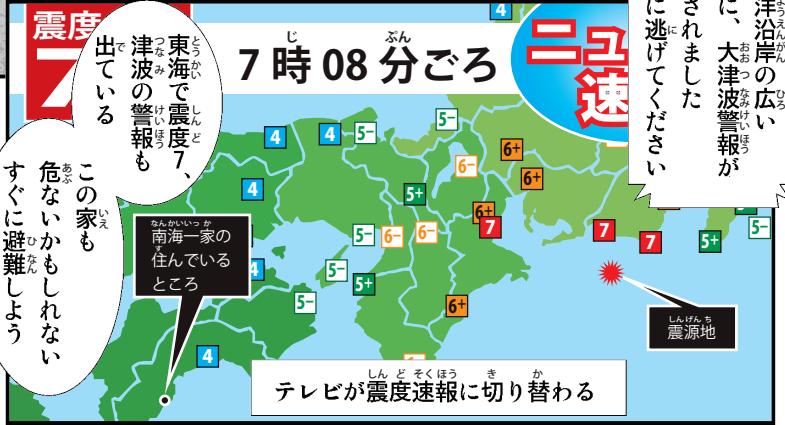 洋沿岸の広い
に、大津波警報が
されました
に逃げてください
ニュ
速
7時08分ごろ
震度
7
東海で震度7、
津波の警報も
出ている
この家も
危ないかもしれない
すぐに避難しよう
南海一家の
住んでいる
ところ
震源地
テレビが震度速報に切り替わる
4
4
4
5-
5-
6+
6-
6+
4
5+
6+
7
5-
6-
6-
7
7
5+
5-
4
5-
5+
5-
6+
4